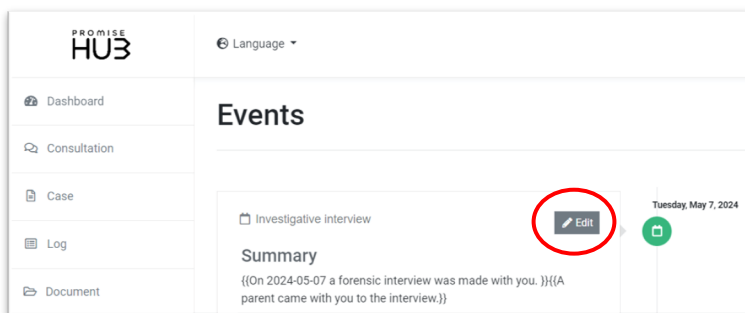 PROMISE
HUB
Language
Dashboard
Events
Consultation
Case
Tuesday, May 7, 2024
Investigative interview
Edit
Log
Summary
{{On 2024-05-07 a forensic interview was made with you. }}{{A
parent came with you to the interview.}}
Document